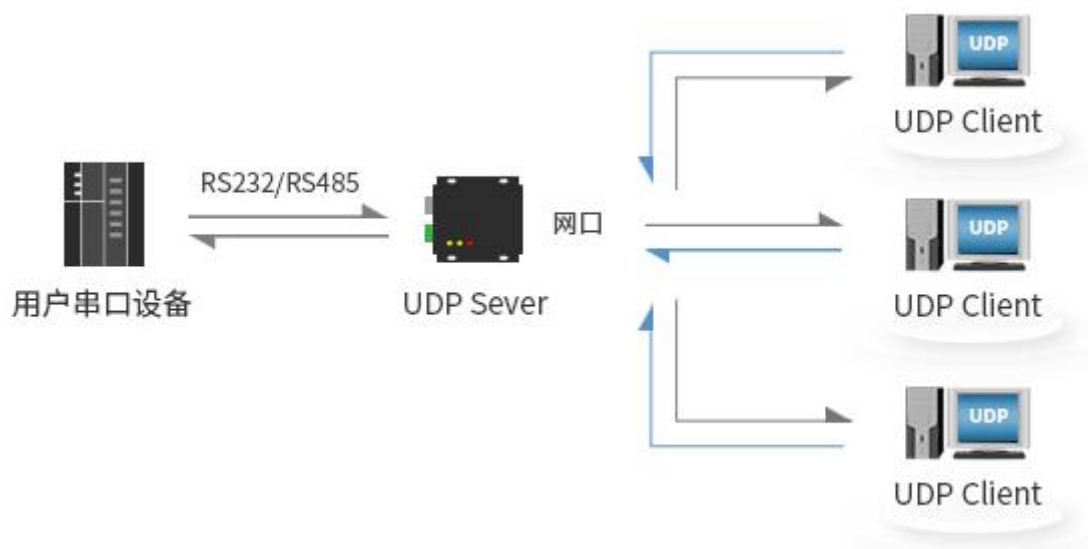 UDP
UDP Client
RS232/RS485
用户串口设备
UDP Sever
网口
UDP
UDP Client
UDP
UDP Client